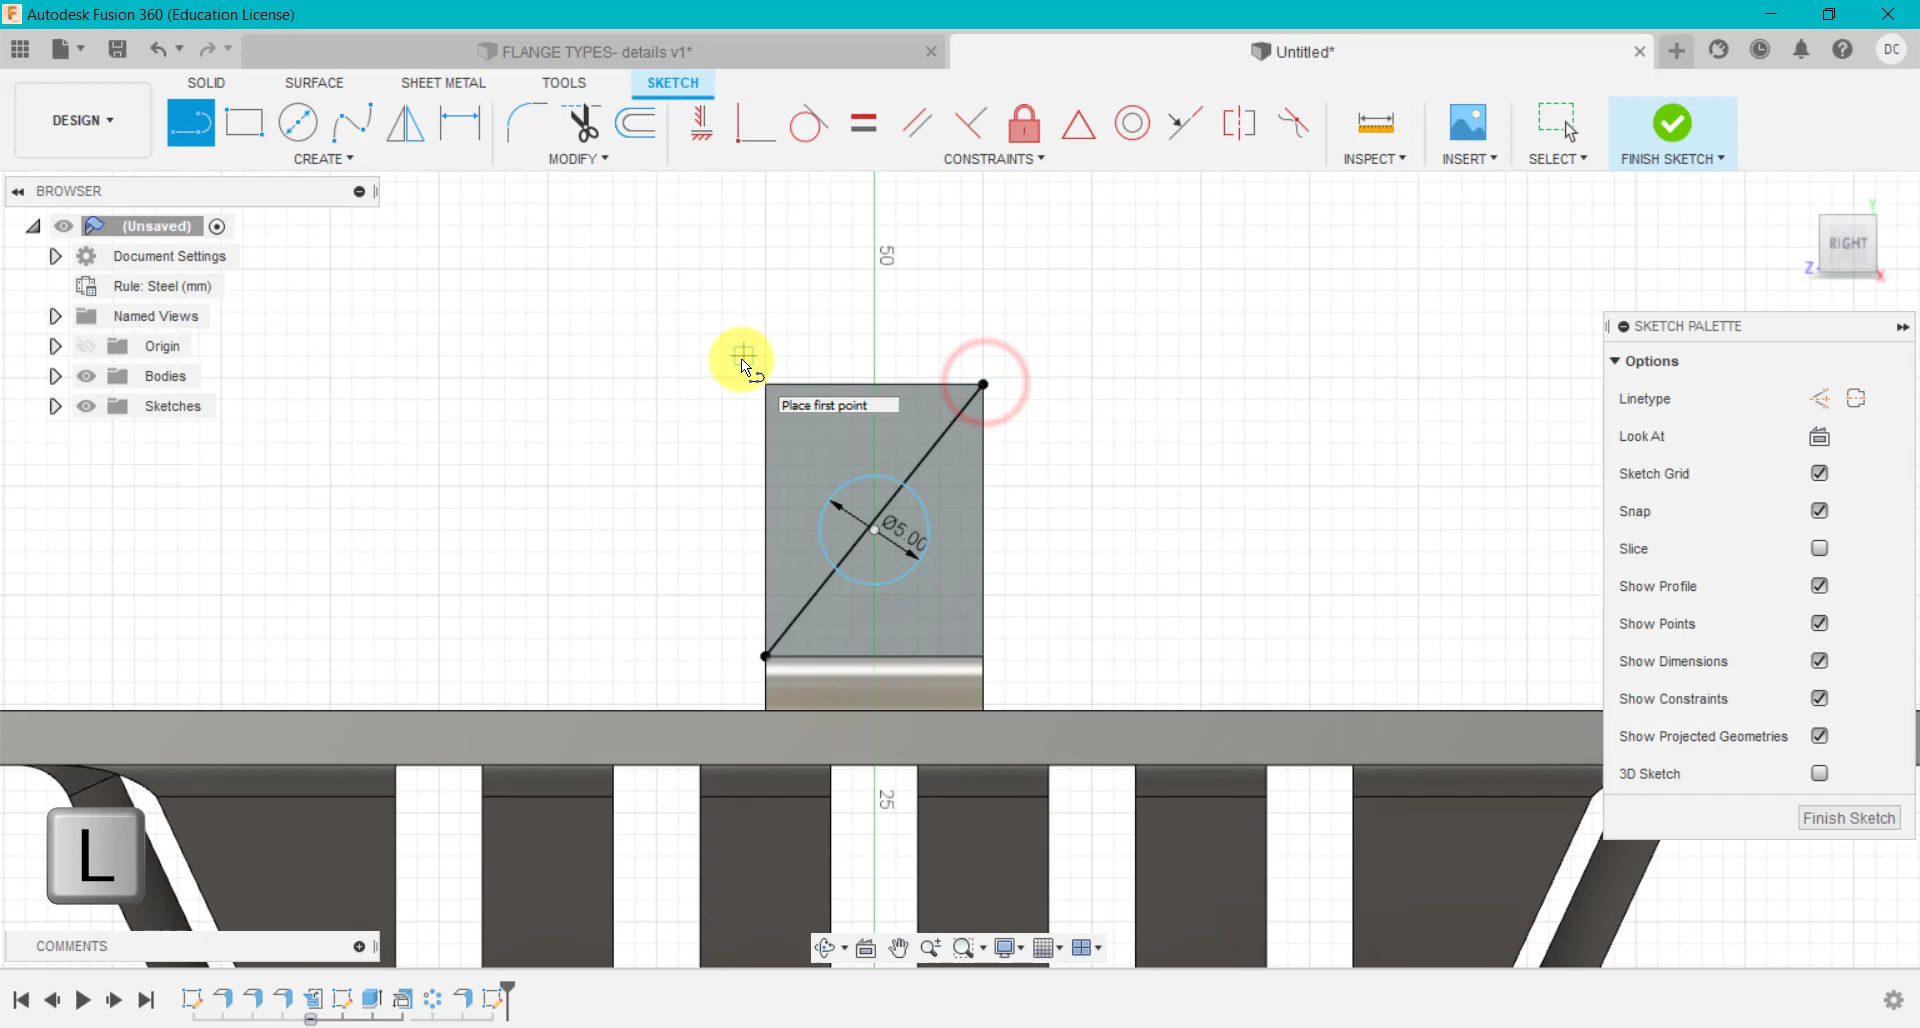 Autodesk Fusion 360 (Education License)
FLANGE TYPES- details v1*
Untitled*
DC
SOLID
SURFACE
SHEET METAL
TOOLS
SKETCH
DESIGN
CREATE
MODIFY
CONSTRAINTS
INSPECT
INSERT
SELECT
FINISH SKETCH
BROWSER
(Unsaved)
Document Settings
Rule: Steel (mm)
Named Views
Origin
Bodies
Sketches
50
Y
RIGHT
Z
X
Place first point
Ø5.00
25
SKETCH PALETTE
Options
Linetype
Look At
Sketch Grid
Snap
Slice
Show Profile
Show Points
Show Dimensions
Show Constraints
Show Projected Geometries
3D Sketch
Finish Sketch
L
COMMENTS